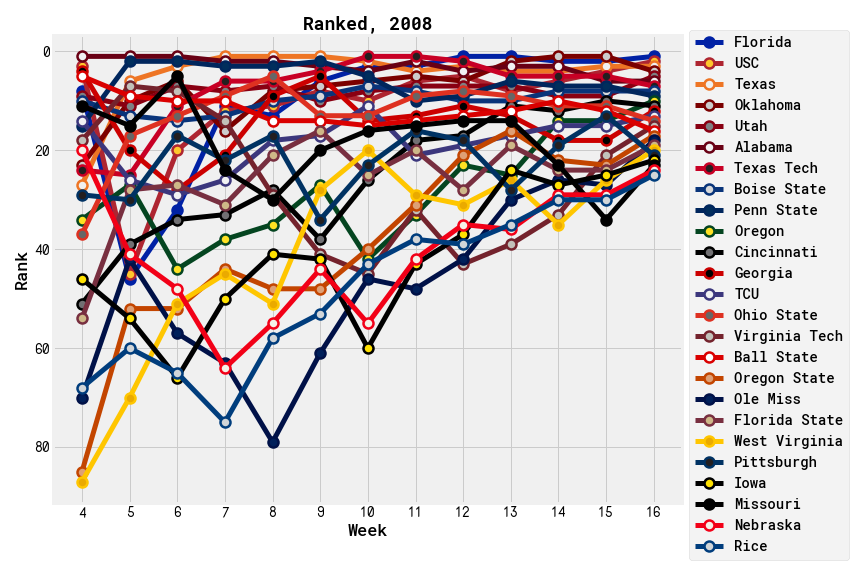 Ranked, 2008
0
20
40
60
80
Rank
4 5 6 7 8 9 10 11 12 13 14 15 16
Week
Florida
USC
Texas
Oklahoma
Utah
Alabama
Texas Tech
Boise State
Penn State
Oregon
Cincinnati
Georgia
TCU
Ohio State
Virginia Tech
Ball State
Oregon State
Ole Miss
Florida State
West Virginia
Pittsburgh
Iowa
Missouri
Nebraska
Rice